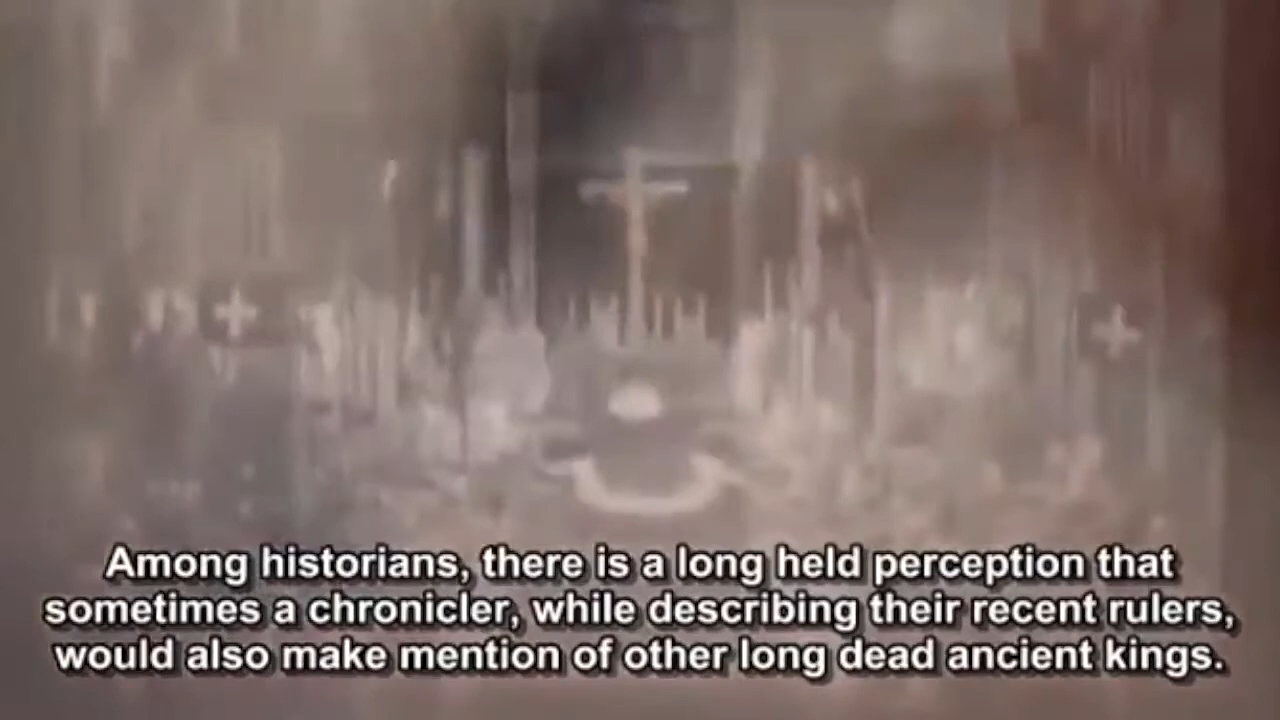 Among historians, there is a long held perception that
sometimes a chronicler, while describing their recent rulers,
would also make mention of other long dead ancient kings.